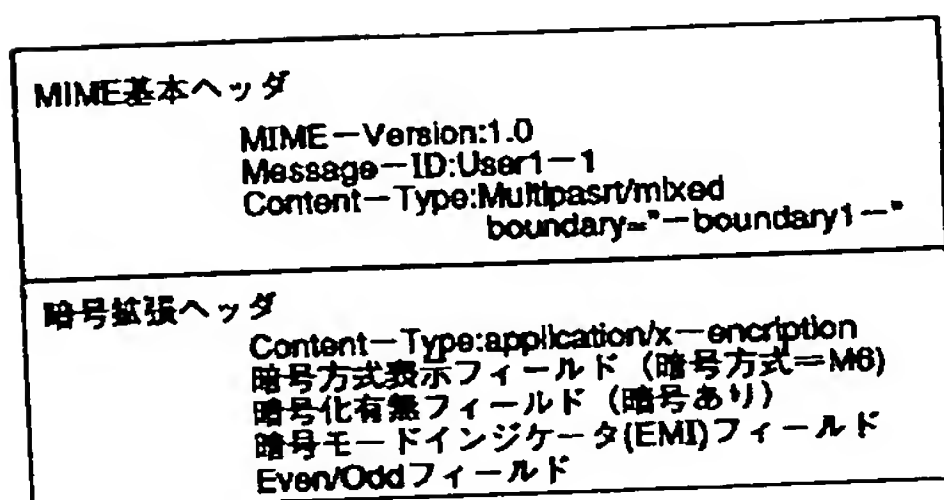 MIME基本ヘッダ
MIME－Version:1.0
Message－ID:User1－1
Content－Type:Multipasrt/mixed
boundary="－boundary1－"
暗号拡張ヘッダ
Content－Type:application/x－encription
暗号方式表示フィールド (暗号方式＝M6)
暗号化有無フィールド (暗号あり)
暗号モードインジケータ(EMI)フィールド
Even/Oddフィールド